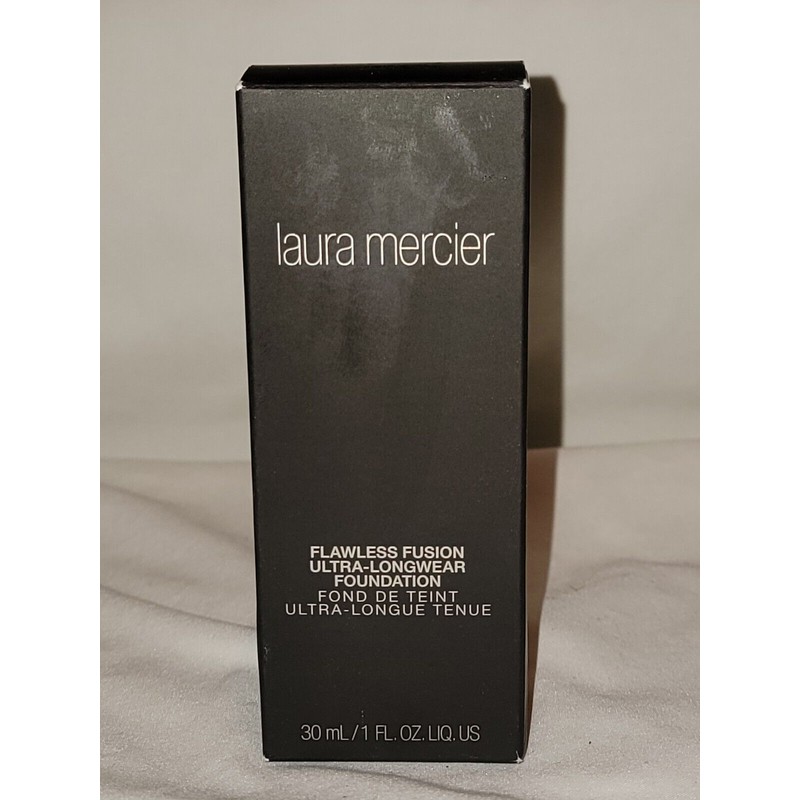 laura mercier
FLAWLESS FUSION
ULTRA-LONGWEAR
FOUNDATION
FOND DE TEINT
ULTRA-LONGUE TENUE
30 mL/1 FL.OZ.LIQ.US